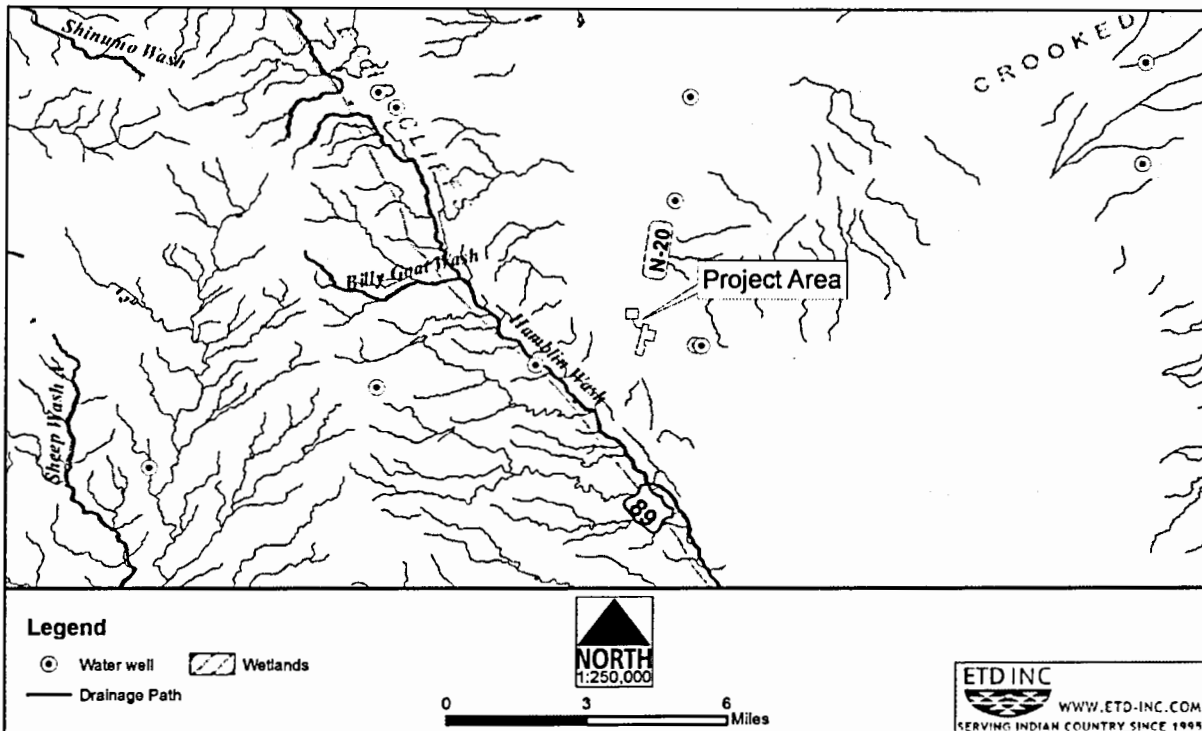 Shinumo Wash
CROOKED
N-20
Project Area
Billy Goat Wash
Hamblin Wash
Sheep Wash
89
Legend
Water well
Wetlands
Drainage Path
NORTH
1:250,000
0 3 6
Miles
ETD INC
WWW.ETD-INC.COM
SERVING INDIAN COUNTRY SINCE 1995